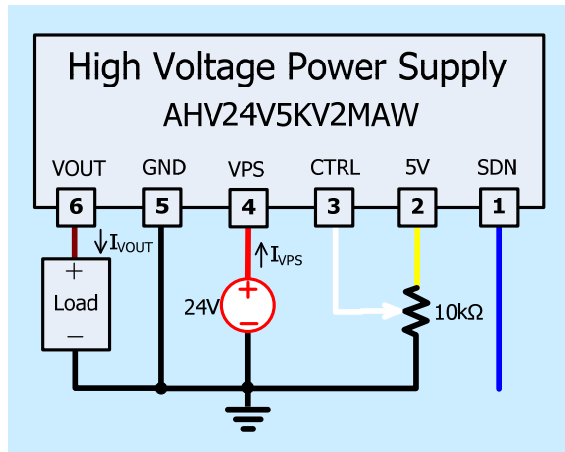 High Voltage Power Supply
AHV24V5KV2MAW
VOUT GND VPS CTRL 5V SDN
6 5 4 3 2 1
↓IVOUT ↑IVPS
+ +
Load 24V 10kΩ
− −